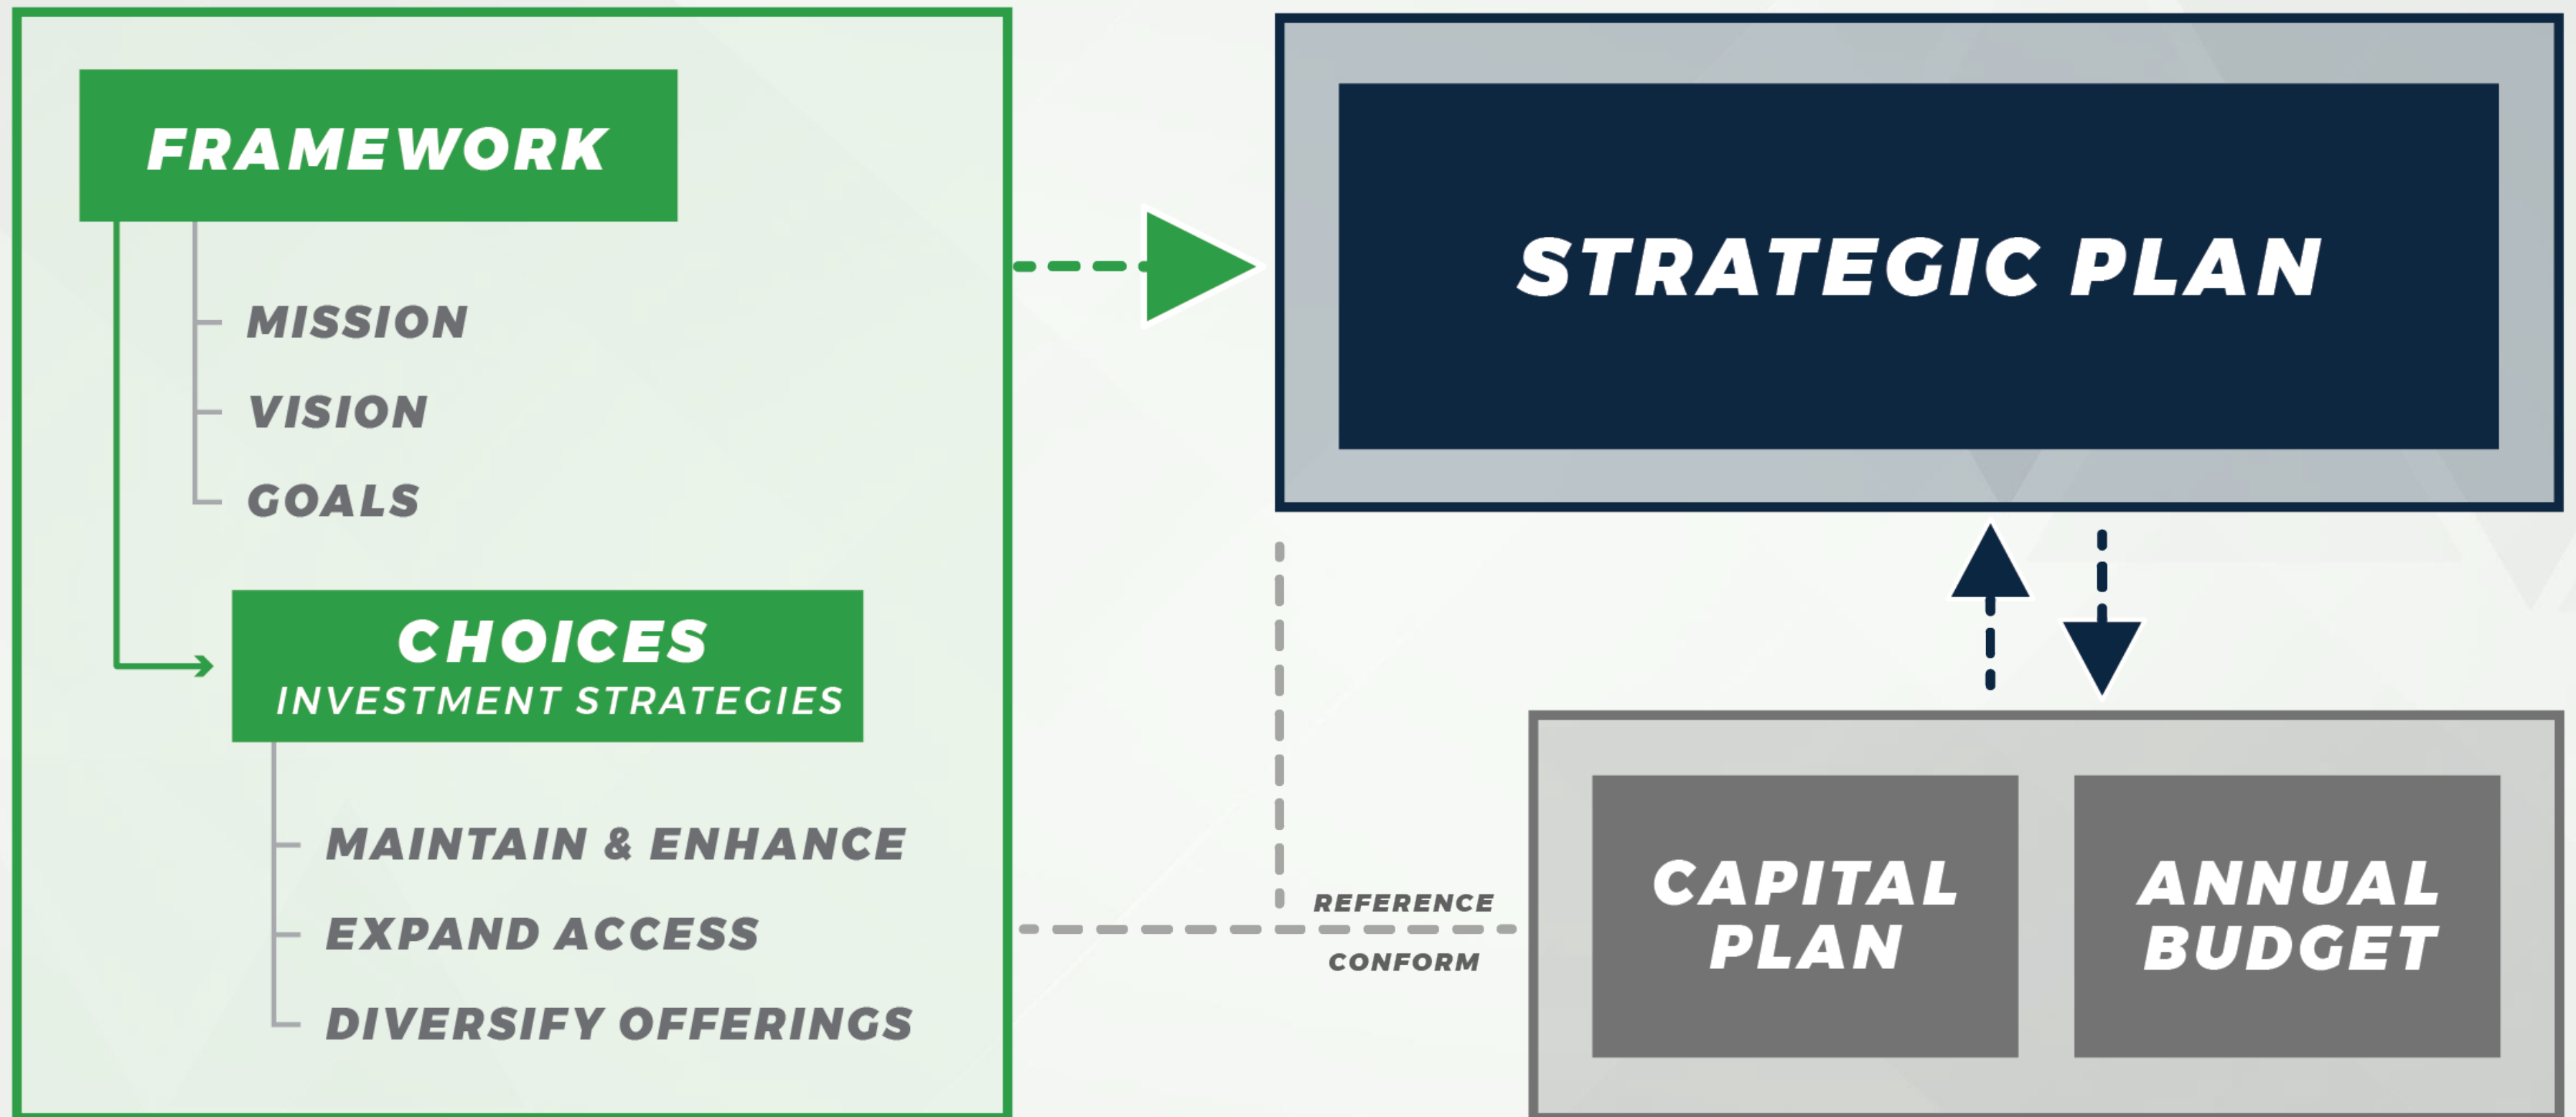 FRAMEWORK
MISSION
VISION
GOALS
CHOICES
INVESTMENT STRATEGIES
MAINTAIN & ENHANCE
EXPAND ACCESS
DIVERSIFY OFFERINGS
STRATEGIC PLAN
REFERENCE
CONFORM
CAPITAL
PLAN
ANNUAL
BUDGET